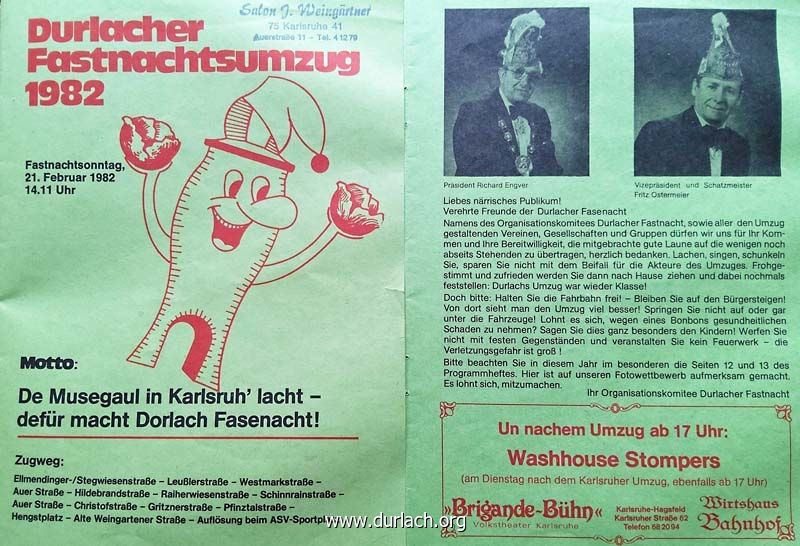 Salon J. Weingärtner
75 Karlsruhe 41
Auerstraße 11 – Tel. 4 12 79
Durlacher
Fastnachtsumzug
1982
Fastnachtsonntag,
21. Februar 1982
14.11 Uhr
Motto:
De Musegaul in Karlsruh' lacht –
defür macht Dorlach Fasenacht!
Zugweg:
Ellmendinger-/Stegwiesenstraße – Leußlerstraße – Westmarkstraße –
Auer Straße – Hildebrandstraße – Raiherwiesenstraße – Schinnrainstraße –
Auer Straße – Christofstraße – Gritznerstraße – Pfinztalstraße –
Hengstplatz – Alte Weingartener Straße – Auflösung beim ASV-Sportpl
Präsident Richard Engver
Vizepräsident und Schatzmeister
Fritz Ostermeier
Liebes närrisches Publikum!
Verehrte Freunde der Durlacher Fasenacht
Namens des Organisationskomitees Durlacher Fastnacht, sowie aller den Umzug
gestaltenden Vereinen, Gesellschaften und Gruppen dürfen wir uns für Ihr Kom-
men und Ihre Bereitwilligkeit, die mitgebrachte gute Laune auf die wenigen noch
abseits Stehenden zu übertragen, herzlich bedanken. Lachen, singen, schunkeln
Sie, sparen Sie nicht mit dem Beifall für die Akteure des Umzuges. Frohge-
stimmt und zufrieden werden Sie dann nach Hause ziehen und dabei nochmals
feststellen: Durlachs Umzug war wieder Klasse!
Doch bitte: Halten Sie die Fahrbahn frei! – Bleiben Sie auf den Bürgersteigen!
Von dort sieht man den Umzug viel besser! Springen Sie nicht auf oder gar
unter die Fahrzeuge! Lohnt es sich, wegen eines Bonbons gesundheitlichen
Schaden zu nehmen? Sagen Sie dies ganz besonders den Kindern! Werfen Sie
nicht mit festen Gegenständen und veranstalten Sie kein Feuerwerk – die
Verletzungsgefahr ist groß !
Bitte beachten Sie in diesem Jahr im besonderen die Seiten 12 und 13 des
Programmheftes. Hier ist auf unseren Fotowettbewerb aufmerksam gemacht.
Es lohnt sich, mitzumachen.
Ihr Organisationskomitee Durlacher Fastnacht
Un nachem Umzug ab 17 Uhr:
Washhouse Stompers
(am Dienstag nach dem Karlsruher Umzug, ebenfalls ab 17 Uhr)
»Brigande-Bühn«
Volkstheater Karlsruhe
Karlsruhe-Hagsfeld
Karlsruher Straße 62
Telefon 68 20 94
Wirtshaus
Bahnhof
www.durlach.org